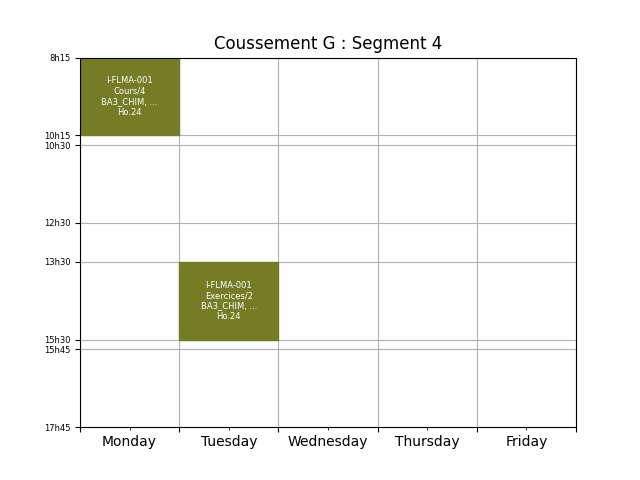 Coussement G : Segment 4
8h15
I-FLMA-001
Cours/4
BA3_CHIM, ...
Ho.24
10h15
10h30
12h30
13h30
I-FLMA-001
Exercices/2
BA3_CHIM, ...
Ho.24
15h30
15h45
17h45
Monday Tuesday Wednesday Thursday Friday